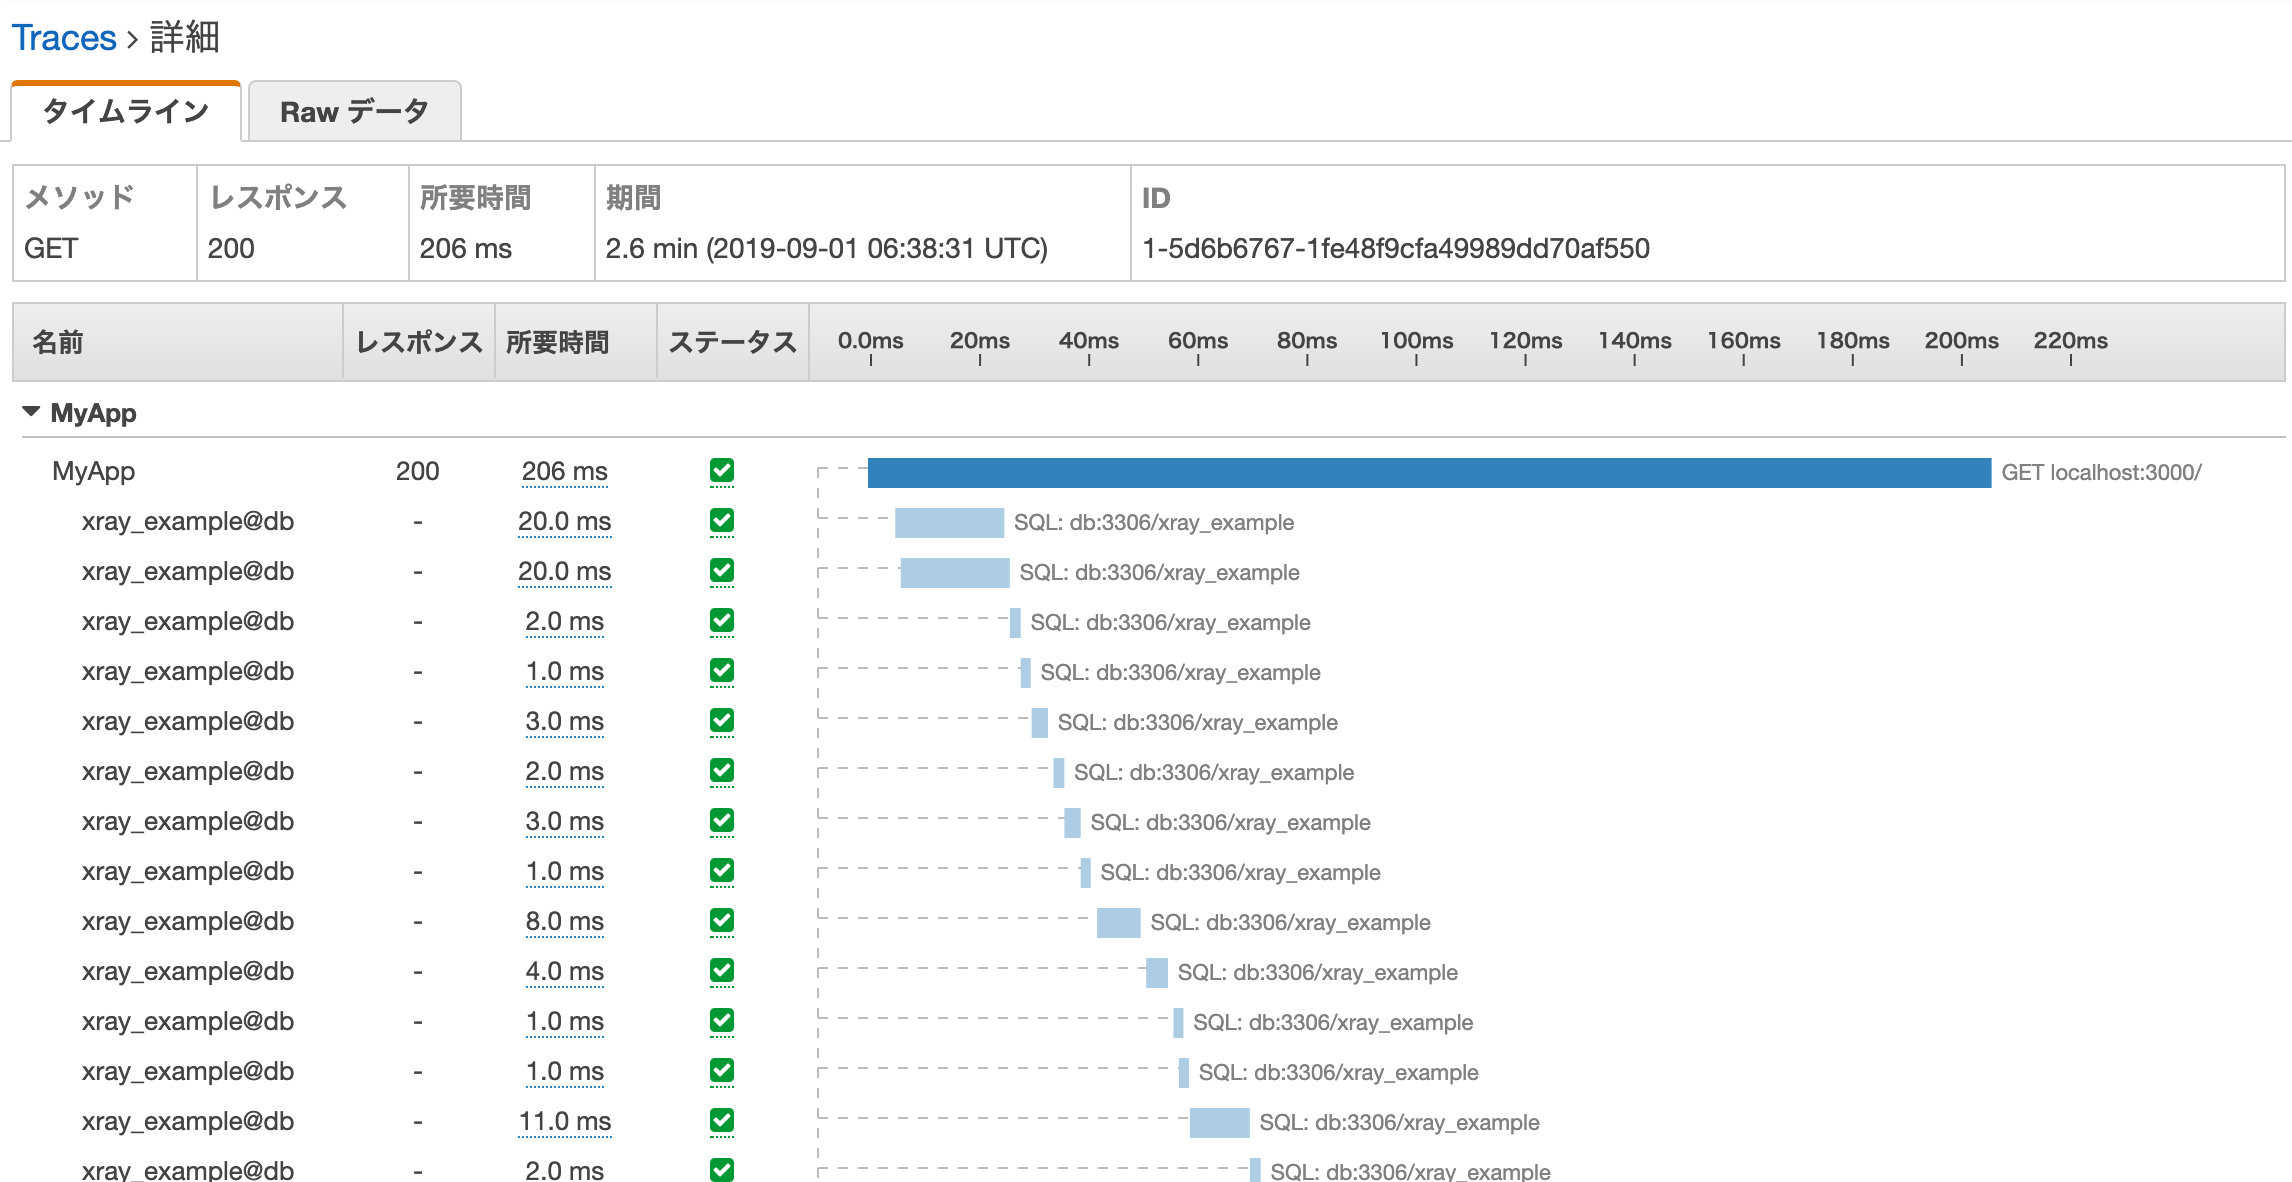 Traces > 詳細
タイムライン Raw データ
メソッド レスポンス 所要時間 期間 ID
GET 200 206 ms 2.6 min (2019-09-01 06:38:31 UTC) 1-5d6b6767-1fe48f9cfa49989dd70af550
名前 レスポンス 所要時間 ステータス 0.0ms 20ms 40ms 60ms 80ms 100ms 120ms 140ms 160ms 180ms 200ms 220ms
MyApp
MyApp 200 206 ms GET localhost:3000/
xray_example@db - 20.0 ms SQL: db:3306/xray_example
xray_example@db - 20.0 ms SQL: db:3306/xray_example
xray_example@db - 2.0 ms SQL: db:3306/xray_example
xray_example@db - 1.0 ms SQL: db:3306/xray_example
xray_example@db - 3.0 ms SQL: db:3306/xray_example
xray_example@db - 2.0 ms SQL: db:3306/xray_example
xray_example@db - 3.0 ms SQL: db:3306/xray_example
xray_example@db - 1.0 ms SQL: db:3306/xray_example
xray_example@db - 8.0 ms SQL: db:3306/xray_example
xray_example@db - 4.0 ms SQL: db:3306/xray_example
xray_example@db - 1.0 ms SQL: db:3306/xray_example
xray_example@db - 1.0 ms SQL: db:3306/xray_example
xray_example@db - 11.0 ms SQL: db:3306/xray_example
xray_example@db - 2.0 ms SQL: db:3306/xray_example